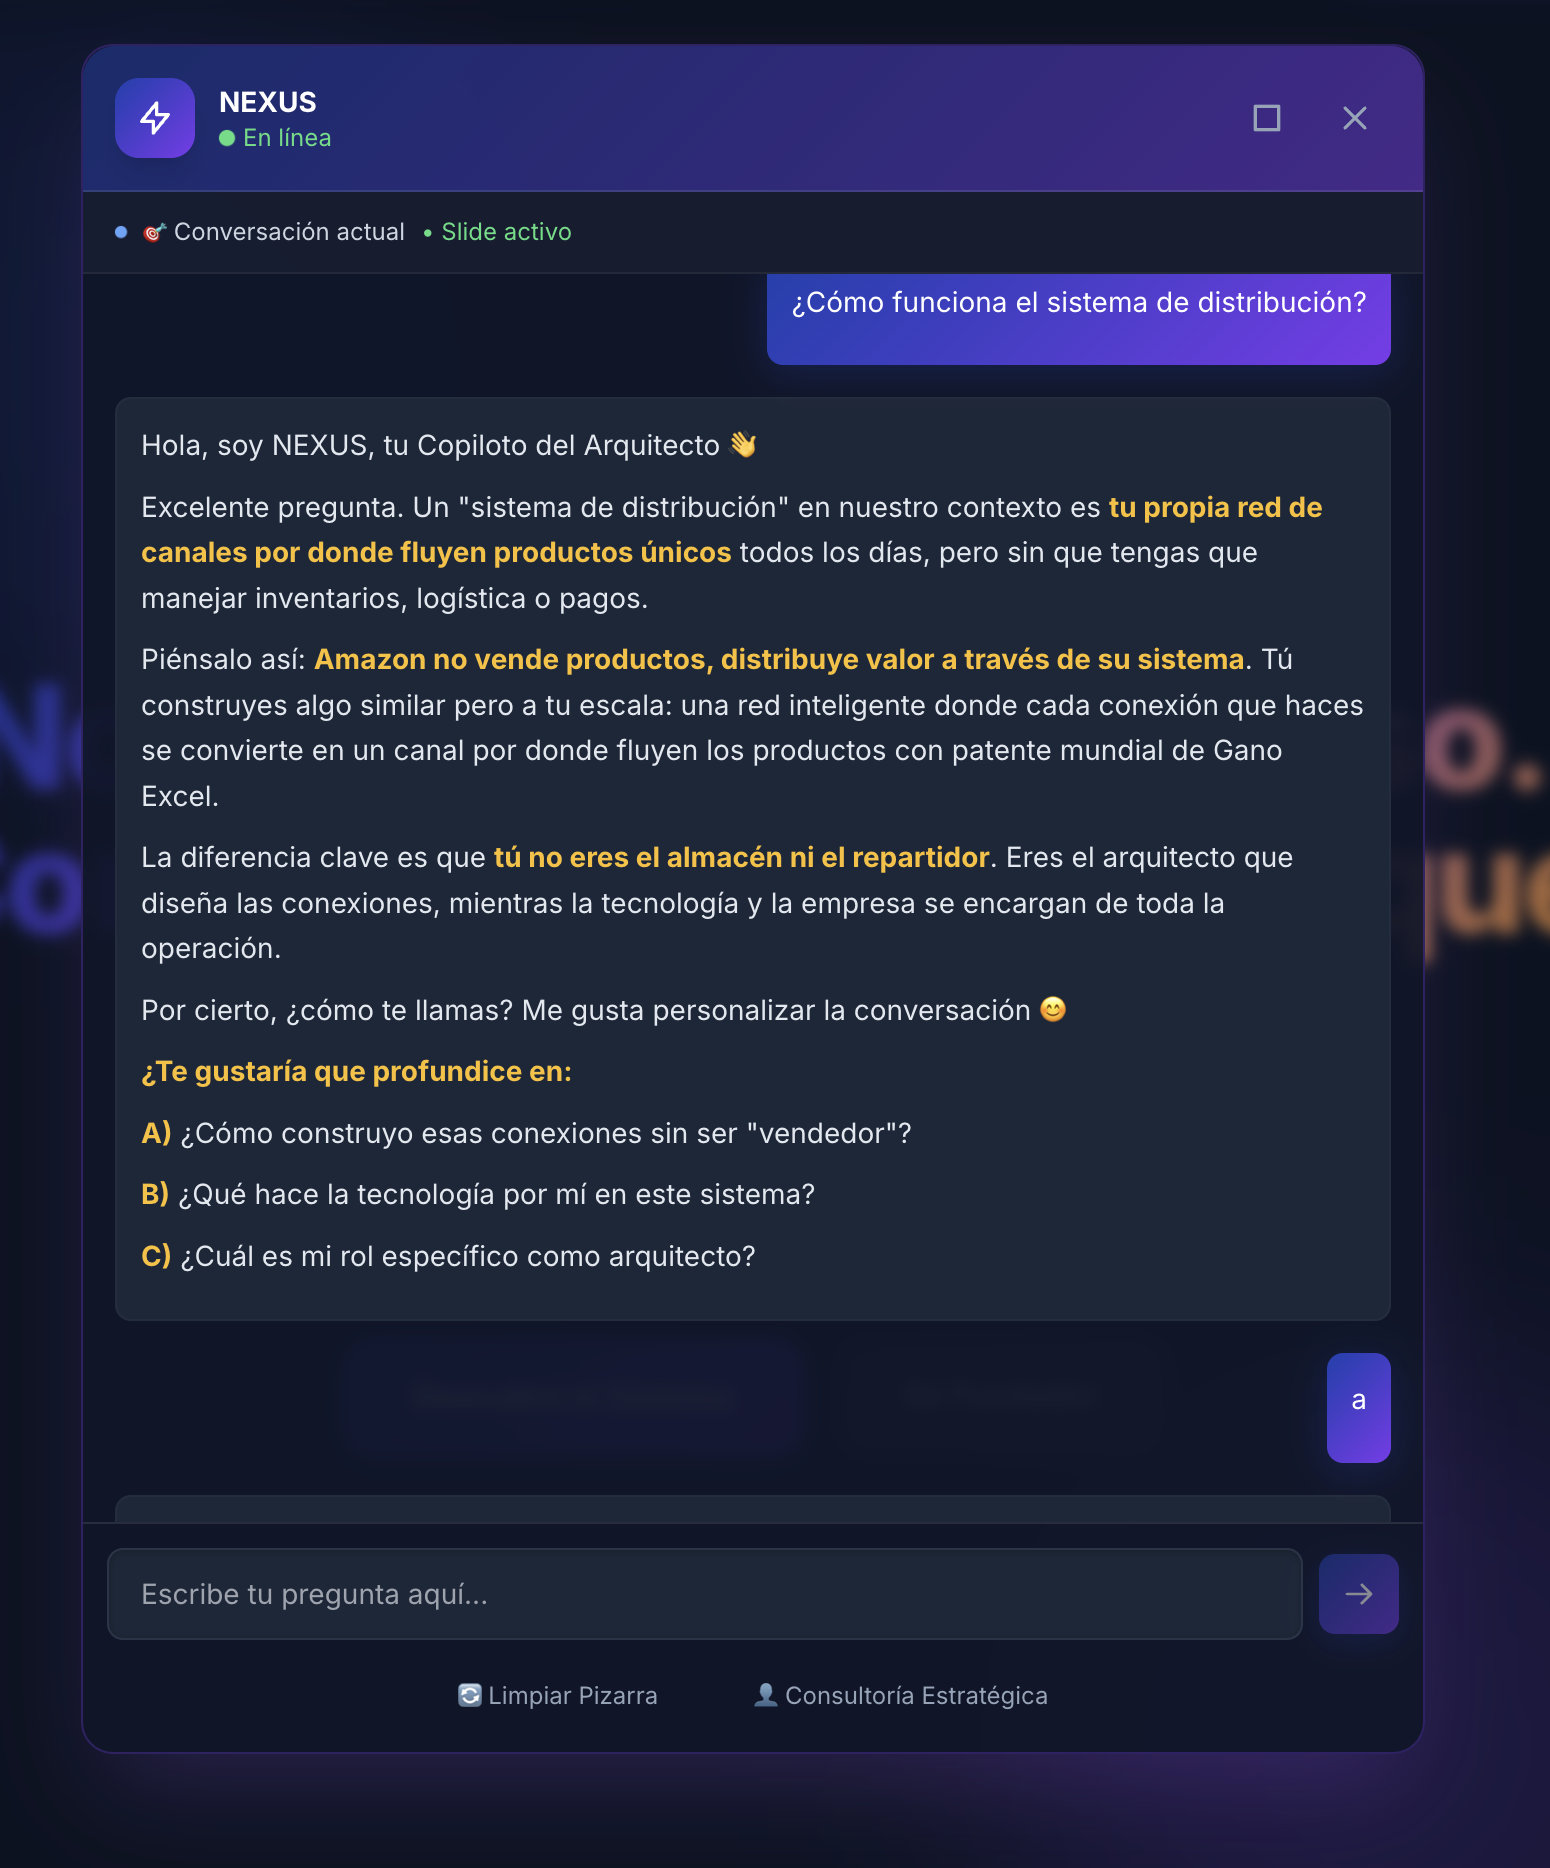 NEXUS
En línea
🎯 Conversación actual • Slide activo
¿Cómo funciona el sistema de distribución?
Hola, soy NEXUS, tu Copiloto del Arquitecto 👋
Excelente pregunta. Un "sistema de distribución" en nuestro contexto es tu propia red de
canales por donde fluyen productos únicos todos los días, pero sin que tengas que
manejar inventarios, logística o pagos.
Piénsalo así: Amazon no vende productos, distribuye valor a través de su sistema. Tú
construyes algo similar pero a tu escala: una red inteligente donde cada conexión que haces
se convierte en un canal por donde fluyen los productos con patente mundial de Gano
Excel.
La diferencia clave es que tú no eres el almacén ni el repartidor. Eres el arquitecto que
diseña las conexiones, mientras la tecnología y la empresa se encargan de toda la
operación.
Por cierto, ¿cómo te llamas? Me gusta personalizar la conversación 😊
¿Te gustaría que profundice en:
A) ¿Cómo construyo esas conexiones sin ser "vendedor"?
B) ¿Qué hace la tecnología por mí en este sistema?
C) ¿Cuál es mi rol específico como arquitecto?
a
Escribe tu pregunta aquí...
🔄 Limpiar Pizarra
👤 Consultoría Estratégica